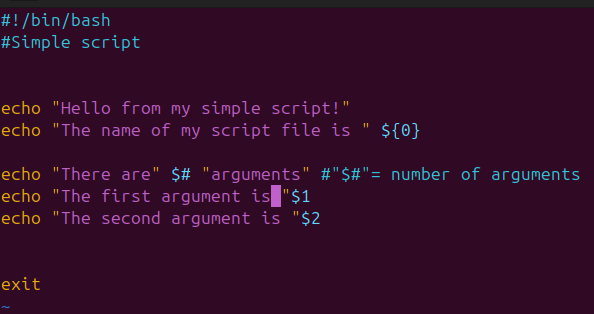 #!/bin/bash
#Simple script
echo "Hello from my simple script!"
echo "The name of my script file is " ${0}
echo "There are" $# "arguments" #"$#"= number of arguments
echo "The first argument is "$1
echo "The second argument is "$2
exit
~